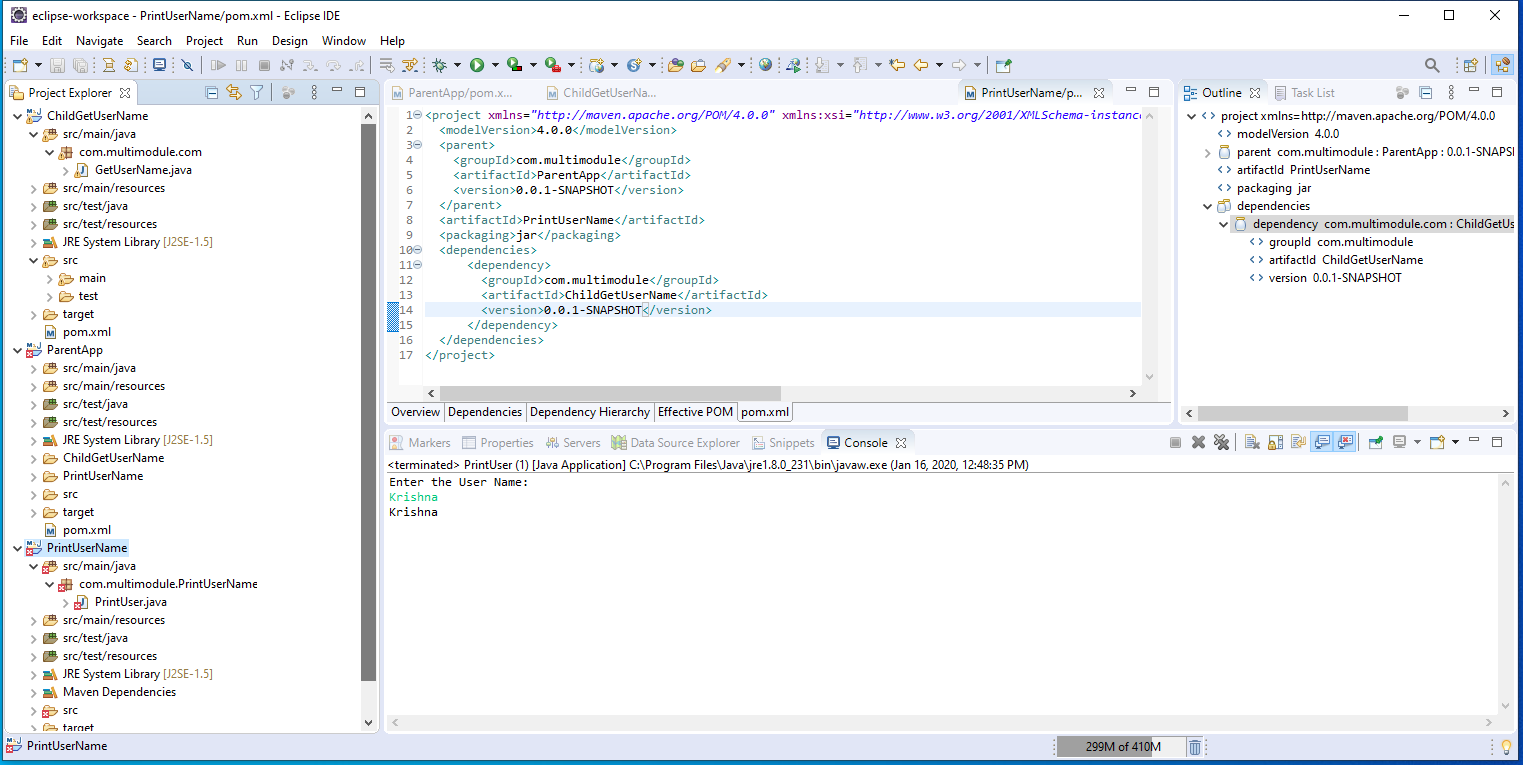 eclipse-workspace - PrintUserName/pom.xml - Eclipse IDE
File Edit Navigate Search Project Run Design Window Help
Project Explorer
ChildGetUserName
src/main/java
com.multimodule.com
GetUserName.java
src/main/resources
src/test/java
src/test/resources
JRE System Library [J2SE-1.5]
src
main
test
target
pom.xml
ParentApp
src/main/java
src/main/resources
src/test/java
src/test/resources
JRE System Library [J2SE-1.5]
ChildGetUserName
PrintUserName
src
target
pom.xml
PrintUserName
src/main/java
com.multimodule.PrintUserName
PrintUser.java
src/main/resources
src/test/java
src/test/resources
JRE System Library [J2SE-1.5]
Maven Dependencies
src
target
ParentApp/pom.x... ChildGetUserNa... PrintUserName/p...
1 <project xmlns="http://maven.apache.org/POM/4.0.0" xmlns:xsi="http://www.w3.org/2001/XMLSchema-instance
2 <modelVersion>4.0.0</modelVersion>
3 <parent>
4 <groupId>com.multimodule</groupId>
5 <artifactId>ParentApp</artifactId>
6 <version>0.0.1-SNAPSHOT</version>
7 </parent>
8 <artifactId>PrintUserName</artifactId>
9 <packaging>jar</packaging>
10 <dependencies>
11 <dependency>
12 <groupId>com.multimodule</groupId>
13 <artifactId>ChildGetUserName</artifactId>
14 <version>0.0.1-SNAPSHOT</version>
15 </dependency>
16 </dependencies>
17 </project>
Overview Dependencies Dependency Hierarchy Effective POM pom.xml
Outline Task List
project xmlns=http://maven.apache.org/POM/4.0.0
modelVersion 4.0.0
parent com.multimodule : ParentApp : 0.0.1-SNAPSI
artifactId PrintUserName
packaging jar
dependencies
dependency com.multimodule.com : ChildGetUs
groupId com.multimodule
artifactId ChildGetUserName
version 0.0.1-SNAPSHOT
Markers Properties Servers Data Source Explorer Snippets Console
<terminated> PrintUser (1) [Java Application] C:\Program Files\Java\jre1.8.0_231\bin\javaw.exe (Jan 16, 2020, 12:48:35 PM)
Enter the User Name:
Krishna
Krishna
PrintUserName
299M of 410M